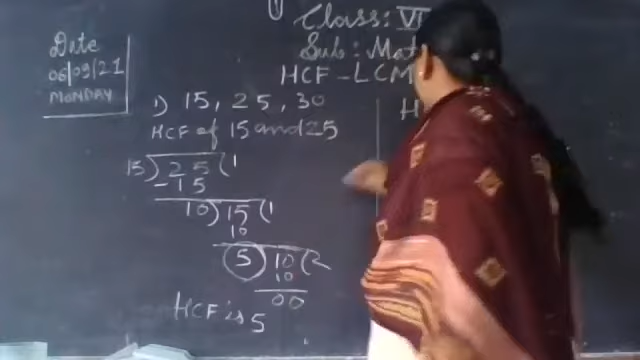 Date
06/09/21
MONDAY
Class: VI
Sub: Mat
HCF - LCM
H
1) 15, 25, 30
HCF of 15 and 25
15) 25 (1
- 15
10) 15 (1
10
5) 10 (2
10
00
HCF is 5